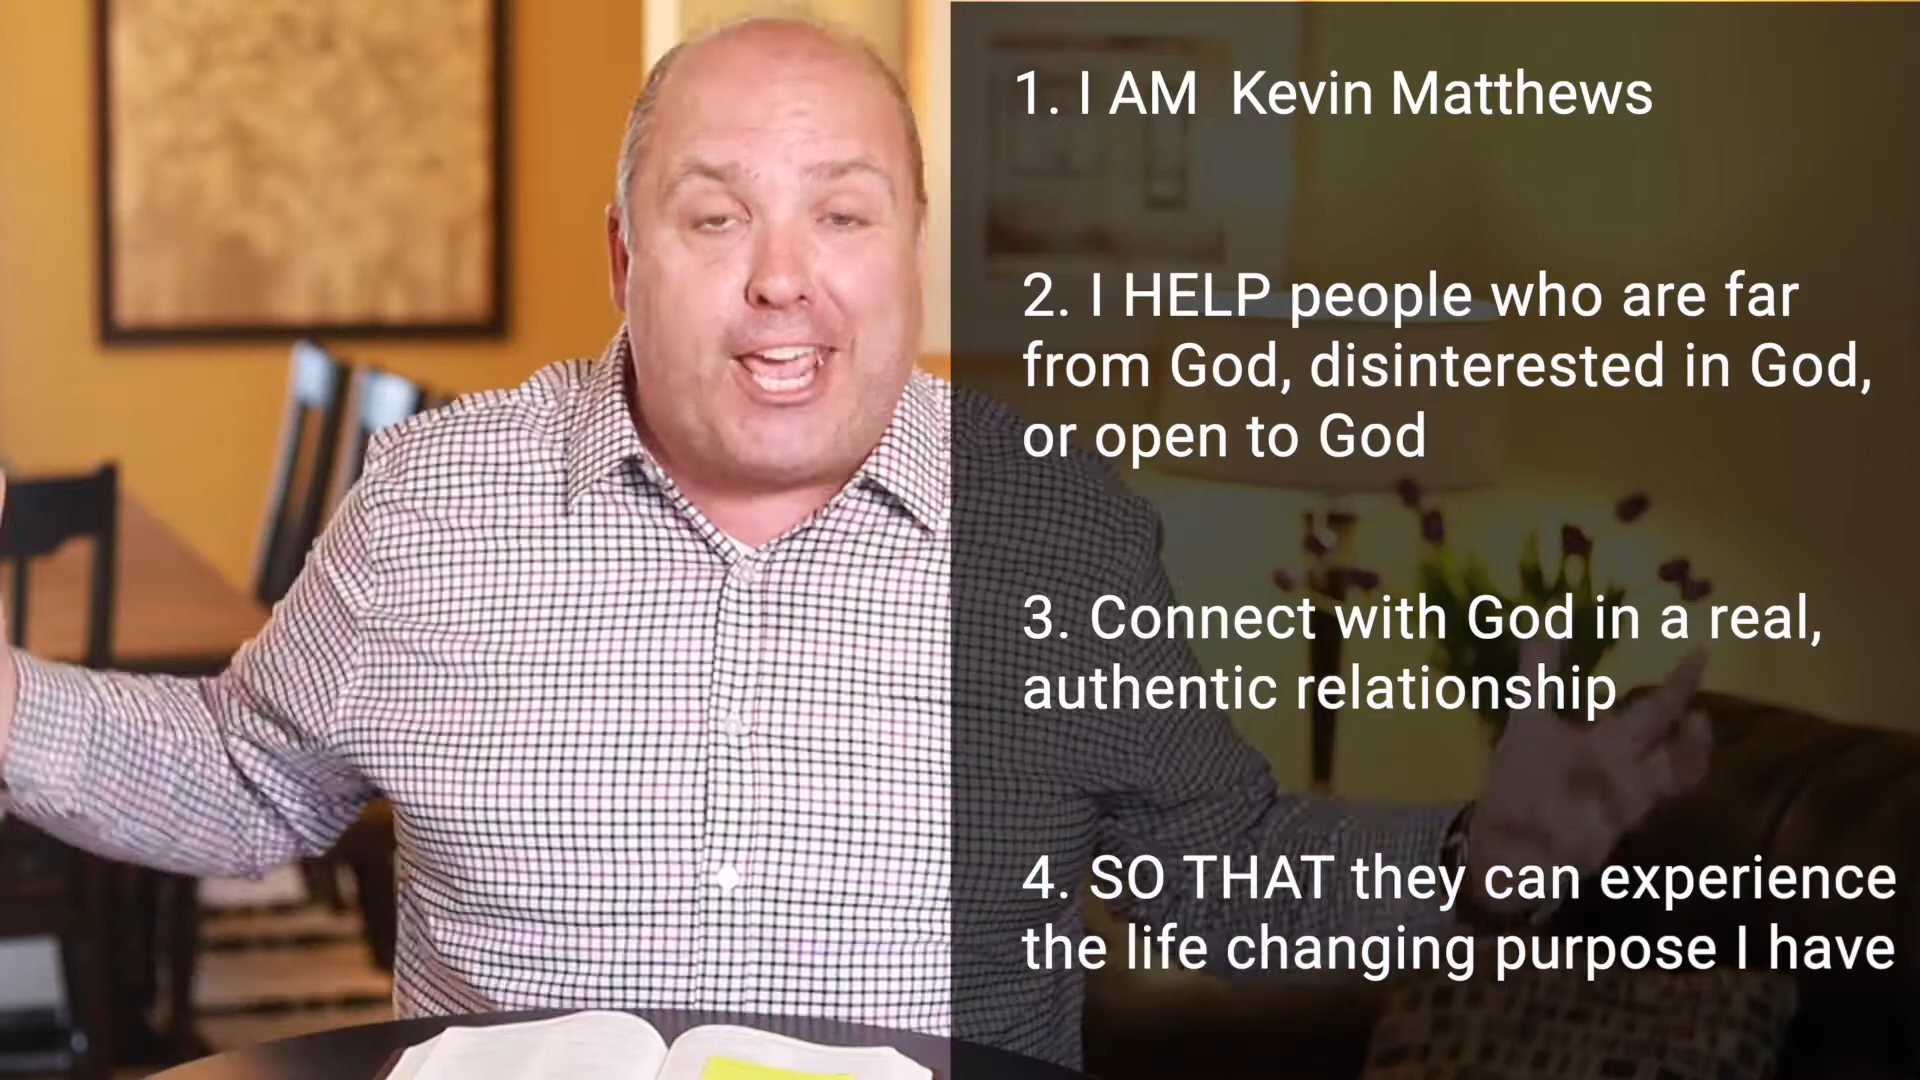 1. I AM  Kevin Matthews
2. I HELP people who are far
from God, disinterested in God,
or open to God
3. Connect with God in a real,
authentic relationship
4. SO THAT they can experience
the life changing purpose I have